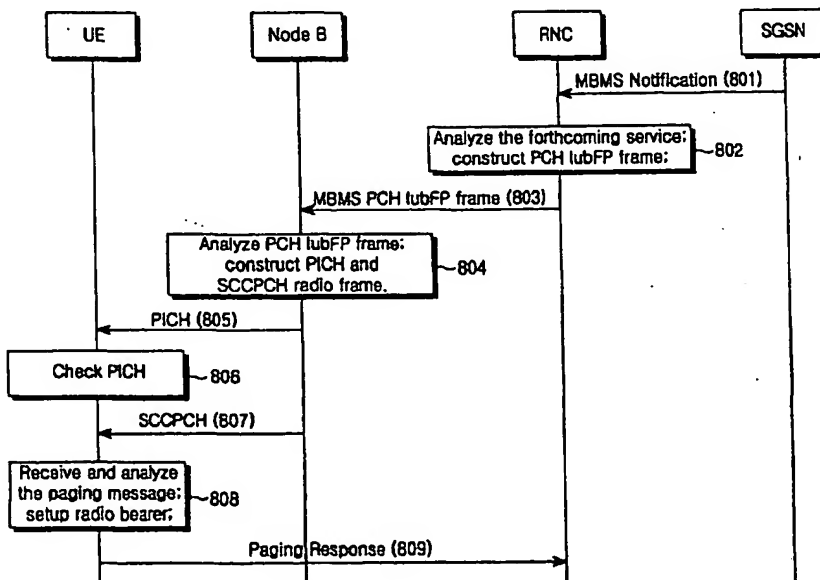 UE
Node B
RNC
SGSN
MBMS Notification (801)
Analyze the forthcoming service;
construct PCH IubFP frame;
802
MBMS PCH IubFP frame (803)
Analyze PCH IubFP frame;
construct PICH and
SCCPCH radio frame.
804
PICH (805)
Check PICH
806
SCCPCH (807)
Receive and analyze
the paging message;
setup radio bearer;
808
Paging Response (809)